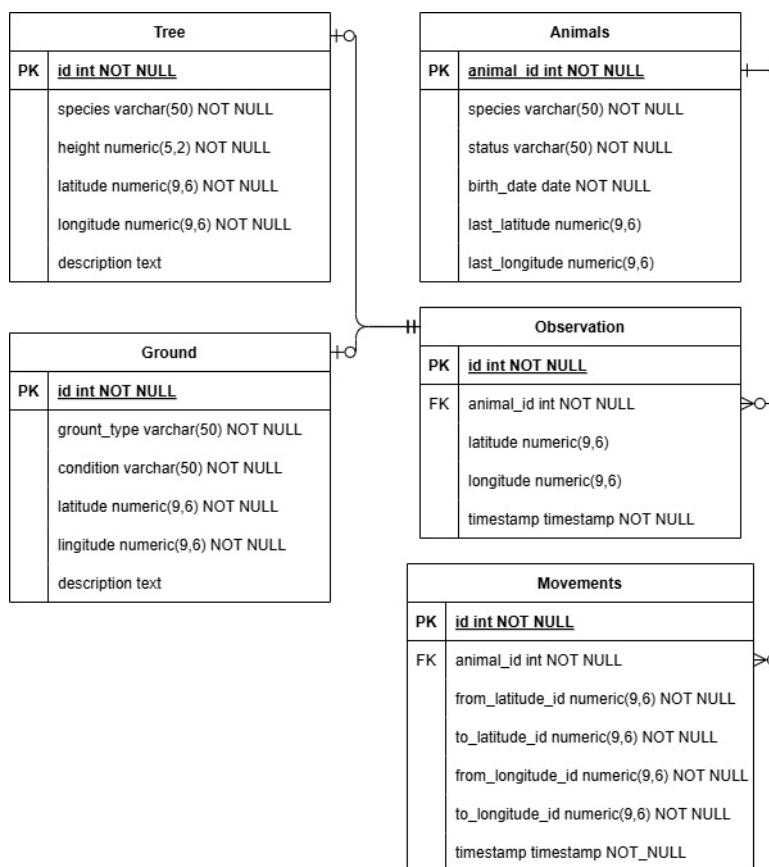 Tree
PK id int NOT NULL
species varchar(50) NOT NULL
height numeric(5,2) NOT NULL
latitude numeric(9,6) NOT NULL
longitude numeric(9,6) NOT NULL
description text
Animals
PK animal_id int NOT NULL
species varchar(50) NOT NULL
status varchar(50) NOT NULL
birth_date date NOT NULL
last_latitude numeric(9,6)
last_longitude numeric(9,6)
Ground
PK id int NOT NULL
grount_type varchar(50) NOT NULL
condition varchar(50) NOT NULL
latitude numeric(9,6) NOT NULL
lingitude numeric(9,6) NOT NULL
description text
Observation
PK id int NOT NULL
FK animal_id int NOT NULL
latitude numeric(9,6)
longitude numeric(9,6)
timestamp timestamp NOT NULL
Movements
PK id int NOT NULL
FK animal_id int NOT NULL
from_latitude_id numeric(9,6) NOT NULL
to_latitude_id numeric(9,6) NOT NULL
from_longitude_id numeric(9,6) NOT NULL
to_longitude_id numeric(9,6) NOT NULL
timestamp timestamp NOT_NULL